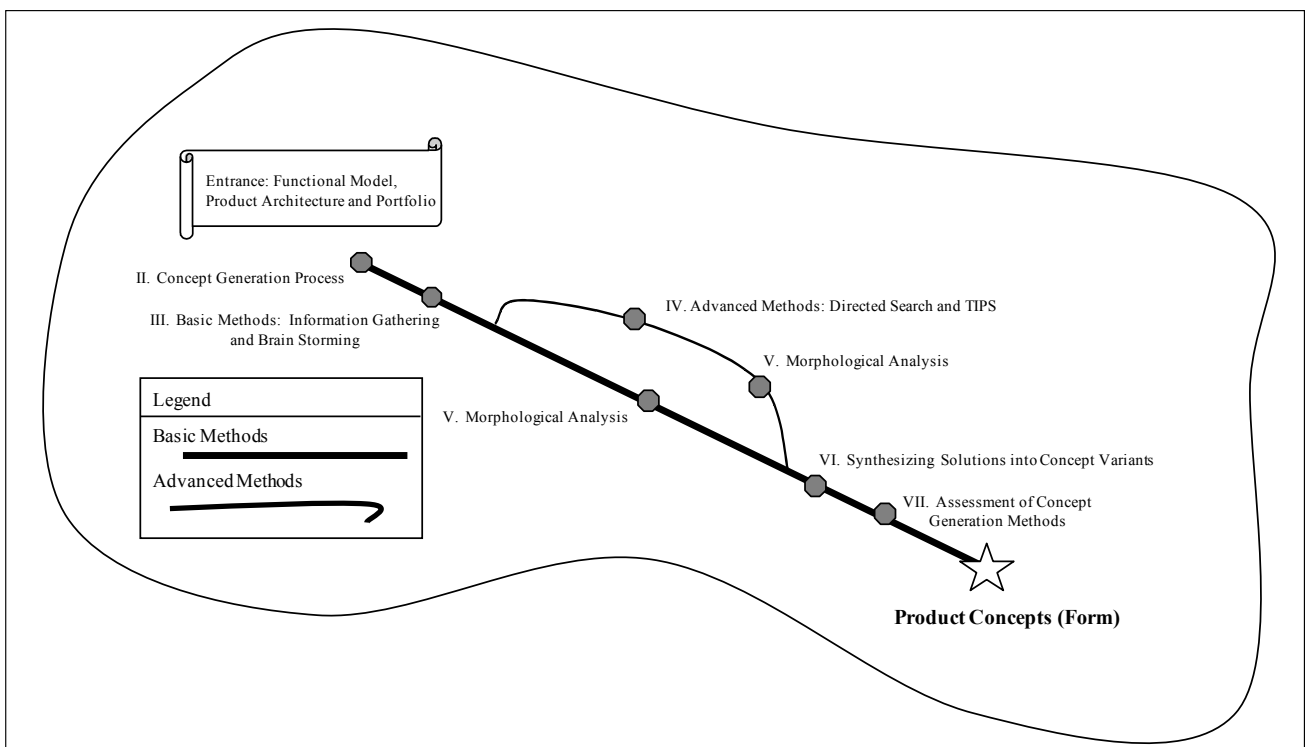 Entrance: Functional Model,
Product Architecture and Portfolio
II. Concept Generation Process
III. Basic Methods: Information Gathering
and Brain Storming
IV. Advanced Methods: Directed Search and TIPS
V. Morphological Analysis
V. Morphological Analysis
Legend
Basic Methods
Advanced Methods
VI. Synthesizing Solutions into Concept Variants
VII. Assessment of Concept
Generation Methods
Product Concepts (Form)